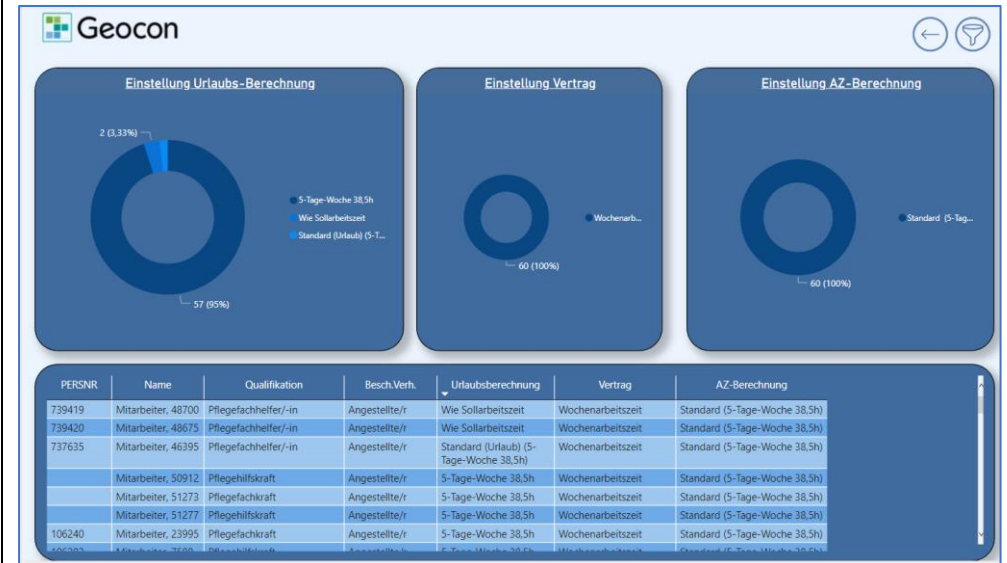 Geocon
Einstellung Urlaubs-Berechnung
2 (3,33%)
5-Tage-Woche 38,5h
Wie Sollarbeitszeit
Standard (Urlaub) (5-T...
57 (95%)
Einstellung Vertrag
Wochenarb...
60 (100%)
Einstellung AZ-Berechnung
Standard (5-Tag...
60 (100%)
PERSNR Name Qualifikation Besch.Verh. Urlaubsberechnung Vertrag AZ-Berechnung
739419 Mitarbeiter, 48700 Pflegefachhelfer/-in Angestellte/r Wie Sollarbeitszeit Wochenarbeitszeit Standard (5-Tage-Woche 38,5h)
739420 Mitarbeiter, 48675 Pflegefachhelfer/-in Angestellte/r Wie Sollarbeitszeit Wochenarbeitszeit Standard (5-Tage-Woche 38,5h)
737635 Mitarbeiter, 46395 Pflegefachhelfer/-in Angestellte/r Standard (Urlaub) (5- Wochenarbeitszeit Standard (5-Tage-Woche 38,5h)
Tage-Woche 38,5h)
Mitarbeiter, 50912 Pflegehilfskraft Angestellte/r 5-Tage-Woche 38,5h Wochenarbeitszeit Standard (5-Tage-Woche 38,5h)
Mitarbeiter, 51273 Pflegefachkraft Angestellte/r 5-Tage-Woche 38,5h Wochenarbeitszeit Standard (5-Tage-Woche 38,5h)
Mitarbeiter, 51277 Pflegehilfskraft Angestellte/r 5-Tage-Woche 38,5h Wochenarbeitszeit Standard (5-Tage-Woche 38,5h)
106240 Mitarbeiter, 23995 Pflegefachkraft Angestellte/r 5-Tage-Woche 38,5h Wochenarbeitszeit Standard (5-Tage-Woche 38,5h)